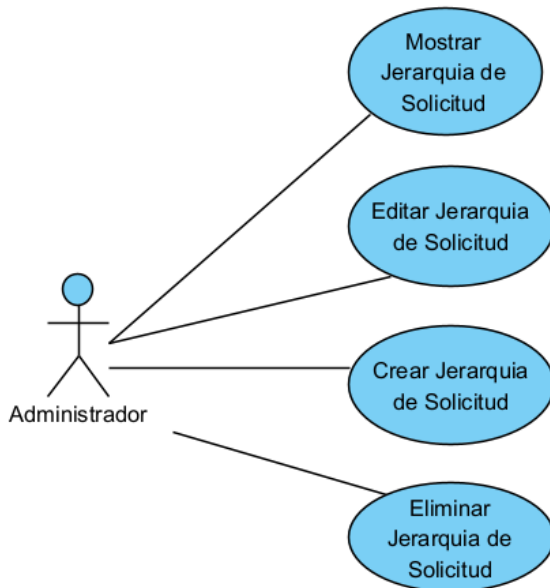 Mostrar
Jerarquia de
Solicitud
Editar Jerarquia
de Solicitud
Crear Jerarquia
de Solicitud
Administrador
Eliminar
Jerarquia de
Solicitud